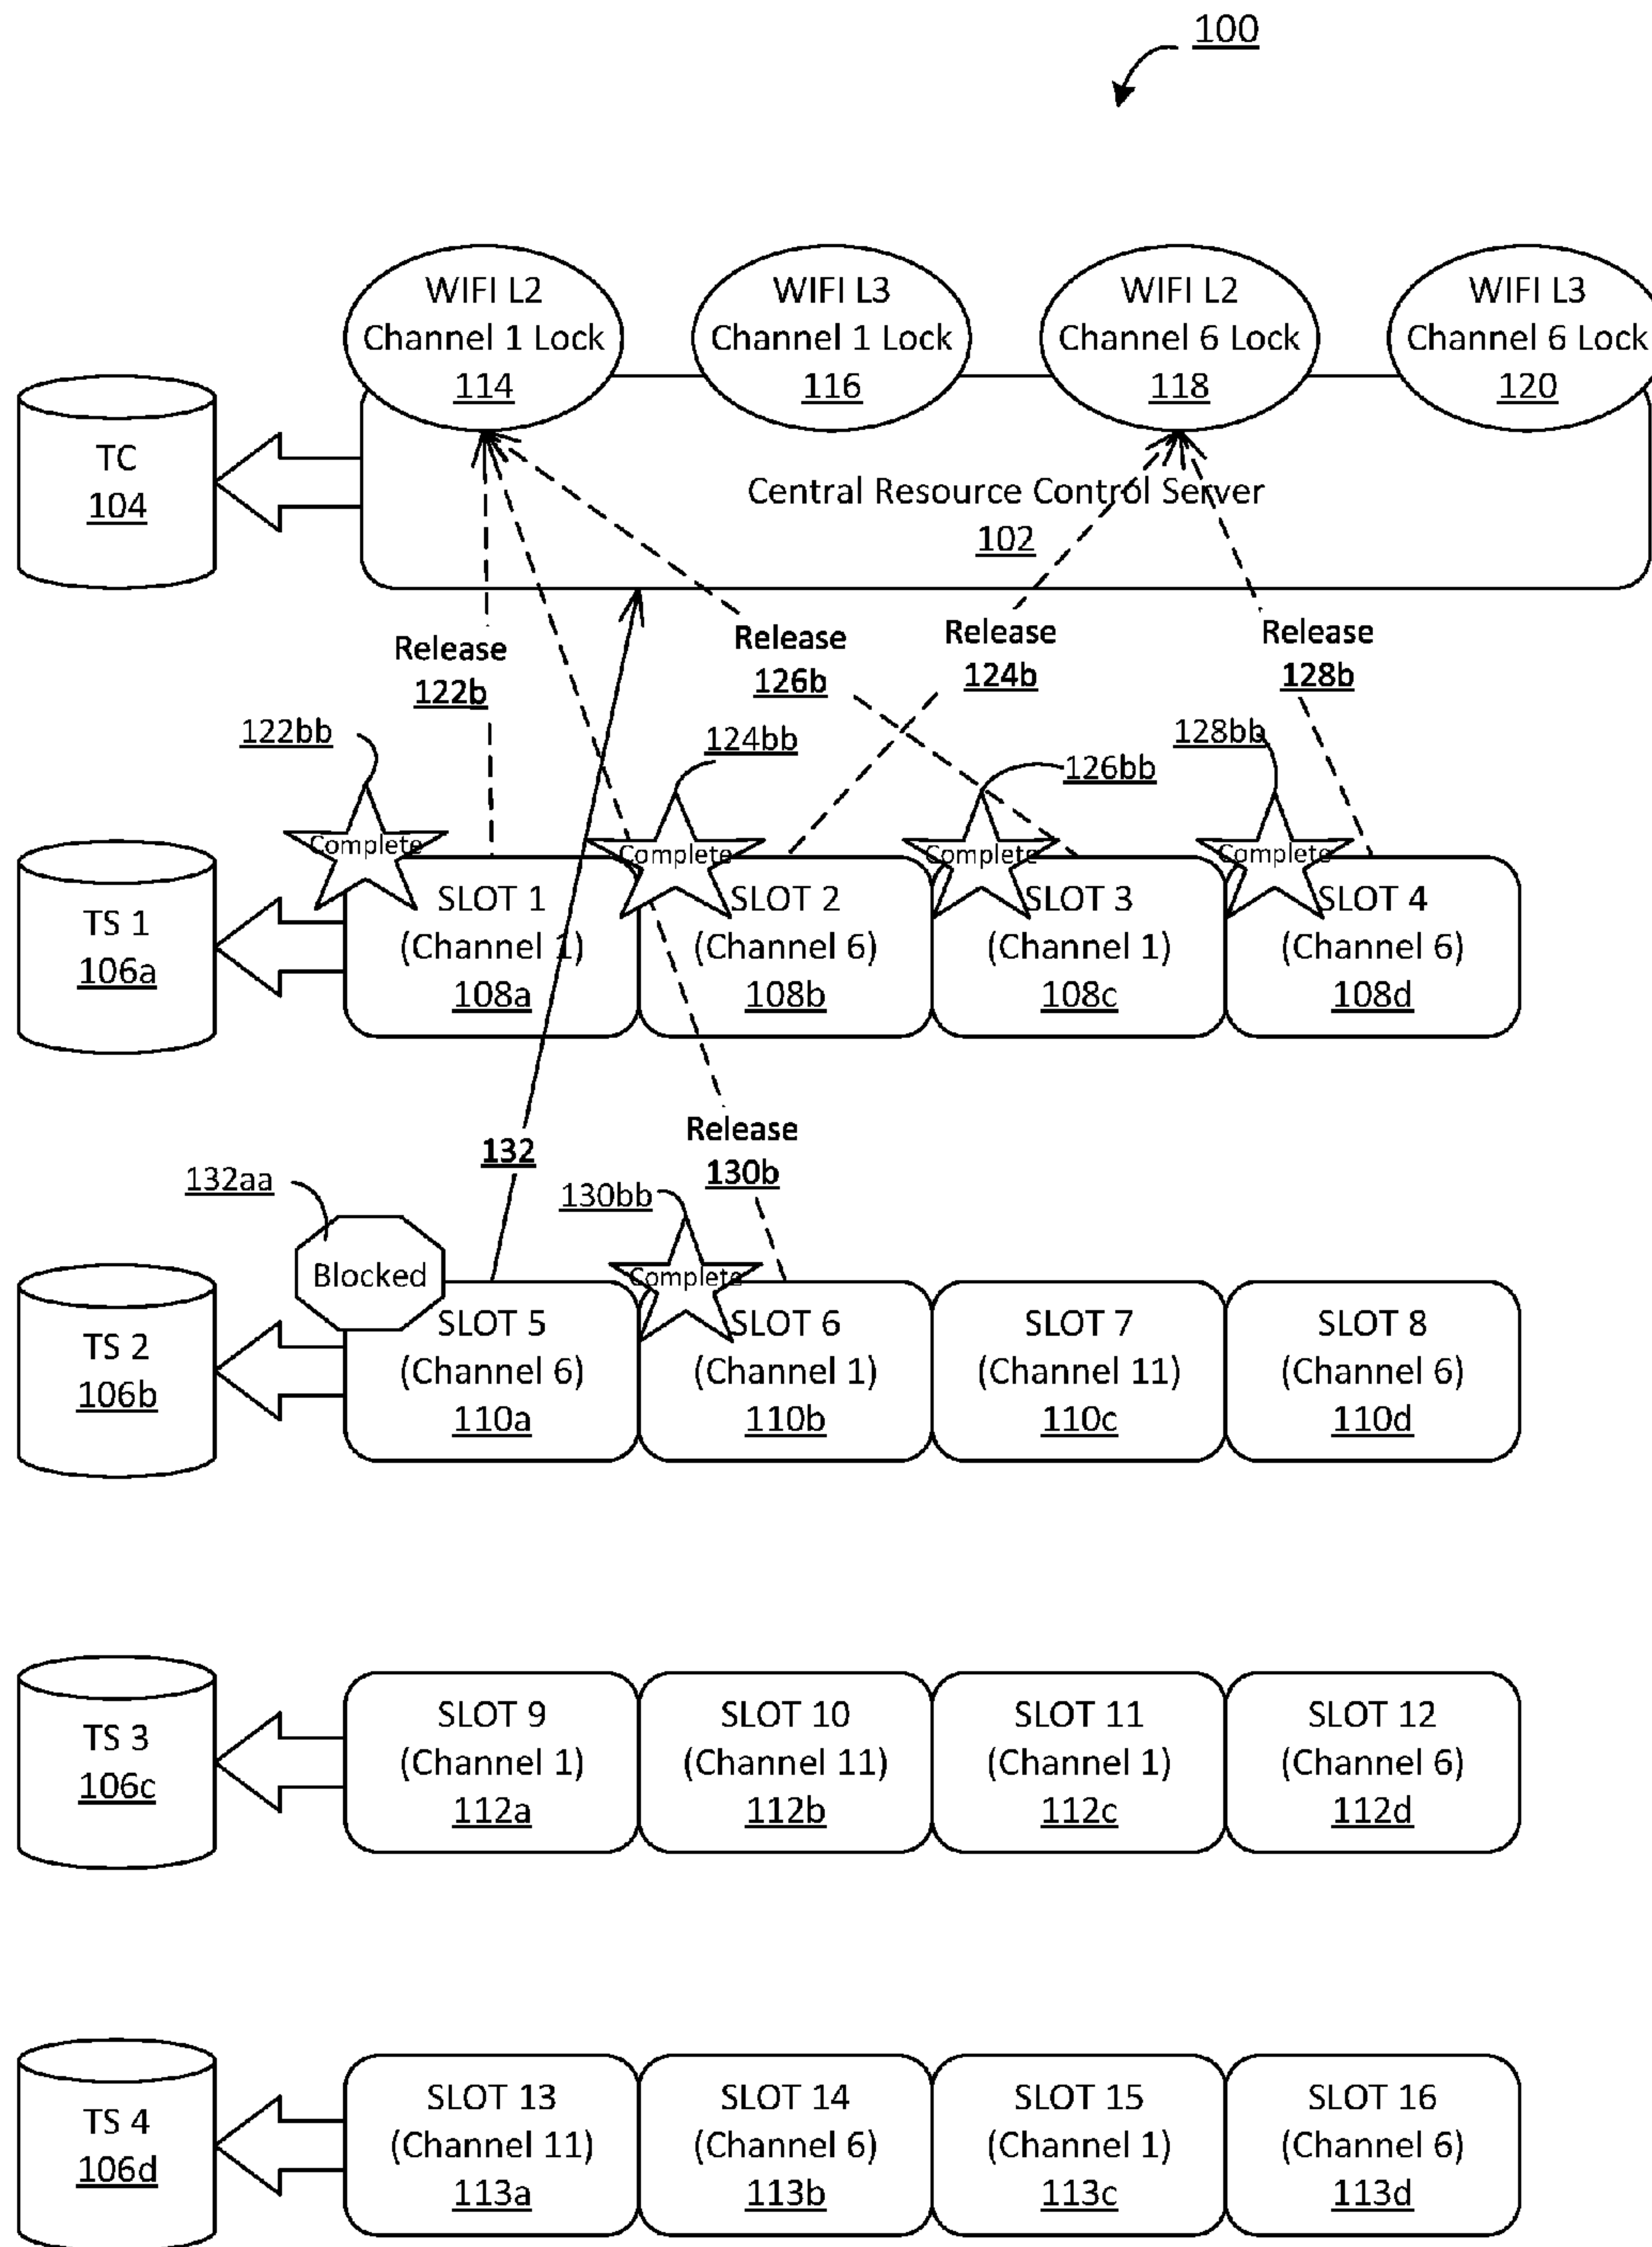 100
WIFI L2
Channel 1 Lock
114
WIFI L3
Channel 1 Lock
116
WIFI L2
Channel 6 Lock
118
WIFI L3
Channel 6 Lock
120
TC
104
Central Resource Control Server
102
Release
122b
Release
126b
Release
124b
Release
128b
122bb
124bb
126bb
128bb
Complete
Complete
Complete
Complete
TS 1
106a
SLOT 1
(Channel 1)
108a
SLOT 2
(Channel 6)
108b
SLOT 3
(Channel 1)
108c
SLOT 4
(Channel 6)
108d
132
Release
130b
132aa
130bb
Blocked
Complete
TS 2
106b
SLOT 5
(Channel 6)
110a
SLOT 6
(Channel 1)
110b
SLOT 7
(Channel 11)
110c
SLOT 8
(Channel 6)
110d
TS 3
106c
SLOT 9
(Channel 1)
112a
SLOT 10
(Channel 11)
112b
SLOT 11
(Channel 1)
112c
SLOT 12
(Channel 6)
112d
TS 4
106d
SLOT 13
(Channel 11)
113a
SLOT 14
(Channel 6)
113b
SLOT 15
(Channel 1)
113c
SLOT 16
(Channel 6)
113d